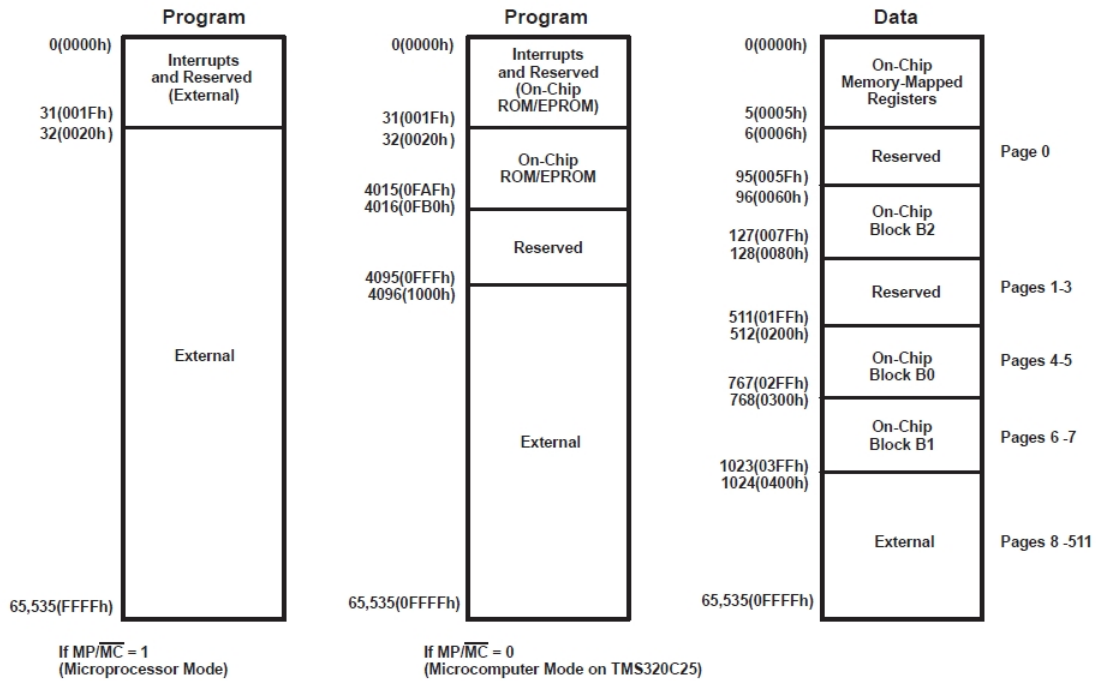 Program
0(0000h)
Interrupts
and Reserved
(External)
31(001Fh)
32(0020h)
External
65,535(FFFFh)
If MP/MC = 1
(Microprocessor Mode)
Program
0(0000h)
Interrupts
and Reserved
(On-Chip
ROM/EPROM)
31(001Fh)
32(0020h)
On-Chip
ROM/EPROM
4015(0FAFh)
4016(0FB0h)
Reserved
4095(0FFFh)
4096(1000h)
External
65,535(0FFFFh)
If MP/MC = 0
(Microcomputer Mode on TMS320C25)
Data
0(0000h)
On-Chip
Memory-Mapped
Registers
5(0005h)
6(0006h)
Reserved
Page 0
95(005Fh)
96(0060h)
On-Chip
Block B2
127(007Fh)
128(0080h)
Reserved
Pages 1-3
511(01FFh)
512(0200h)
On-Chip
Block B0
Pages 4-5
767(02FFh)
768(0300h)
On-Chip
Block B1
Pages 6 -7
1023(03FFh)
1024(0400h)
External
Pages 8 -511
65,535(0FFFFh)